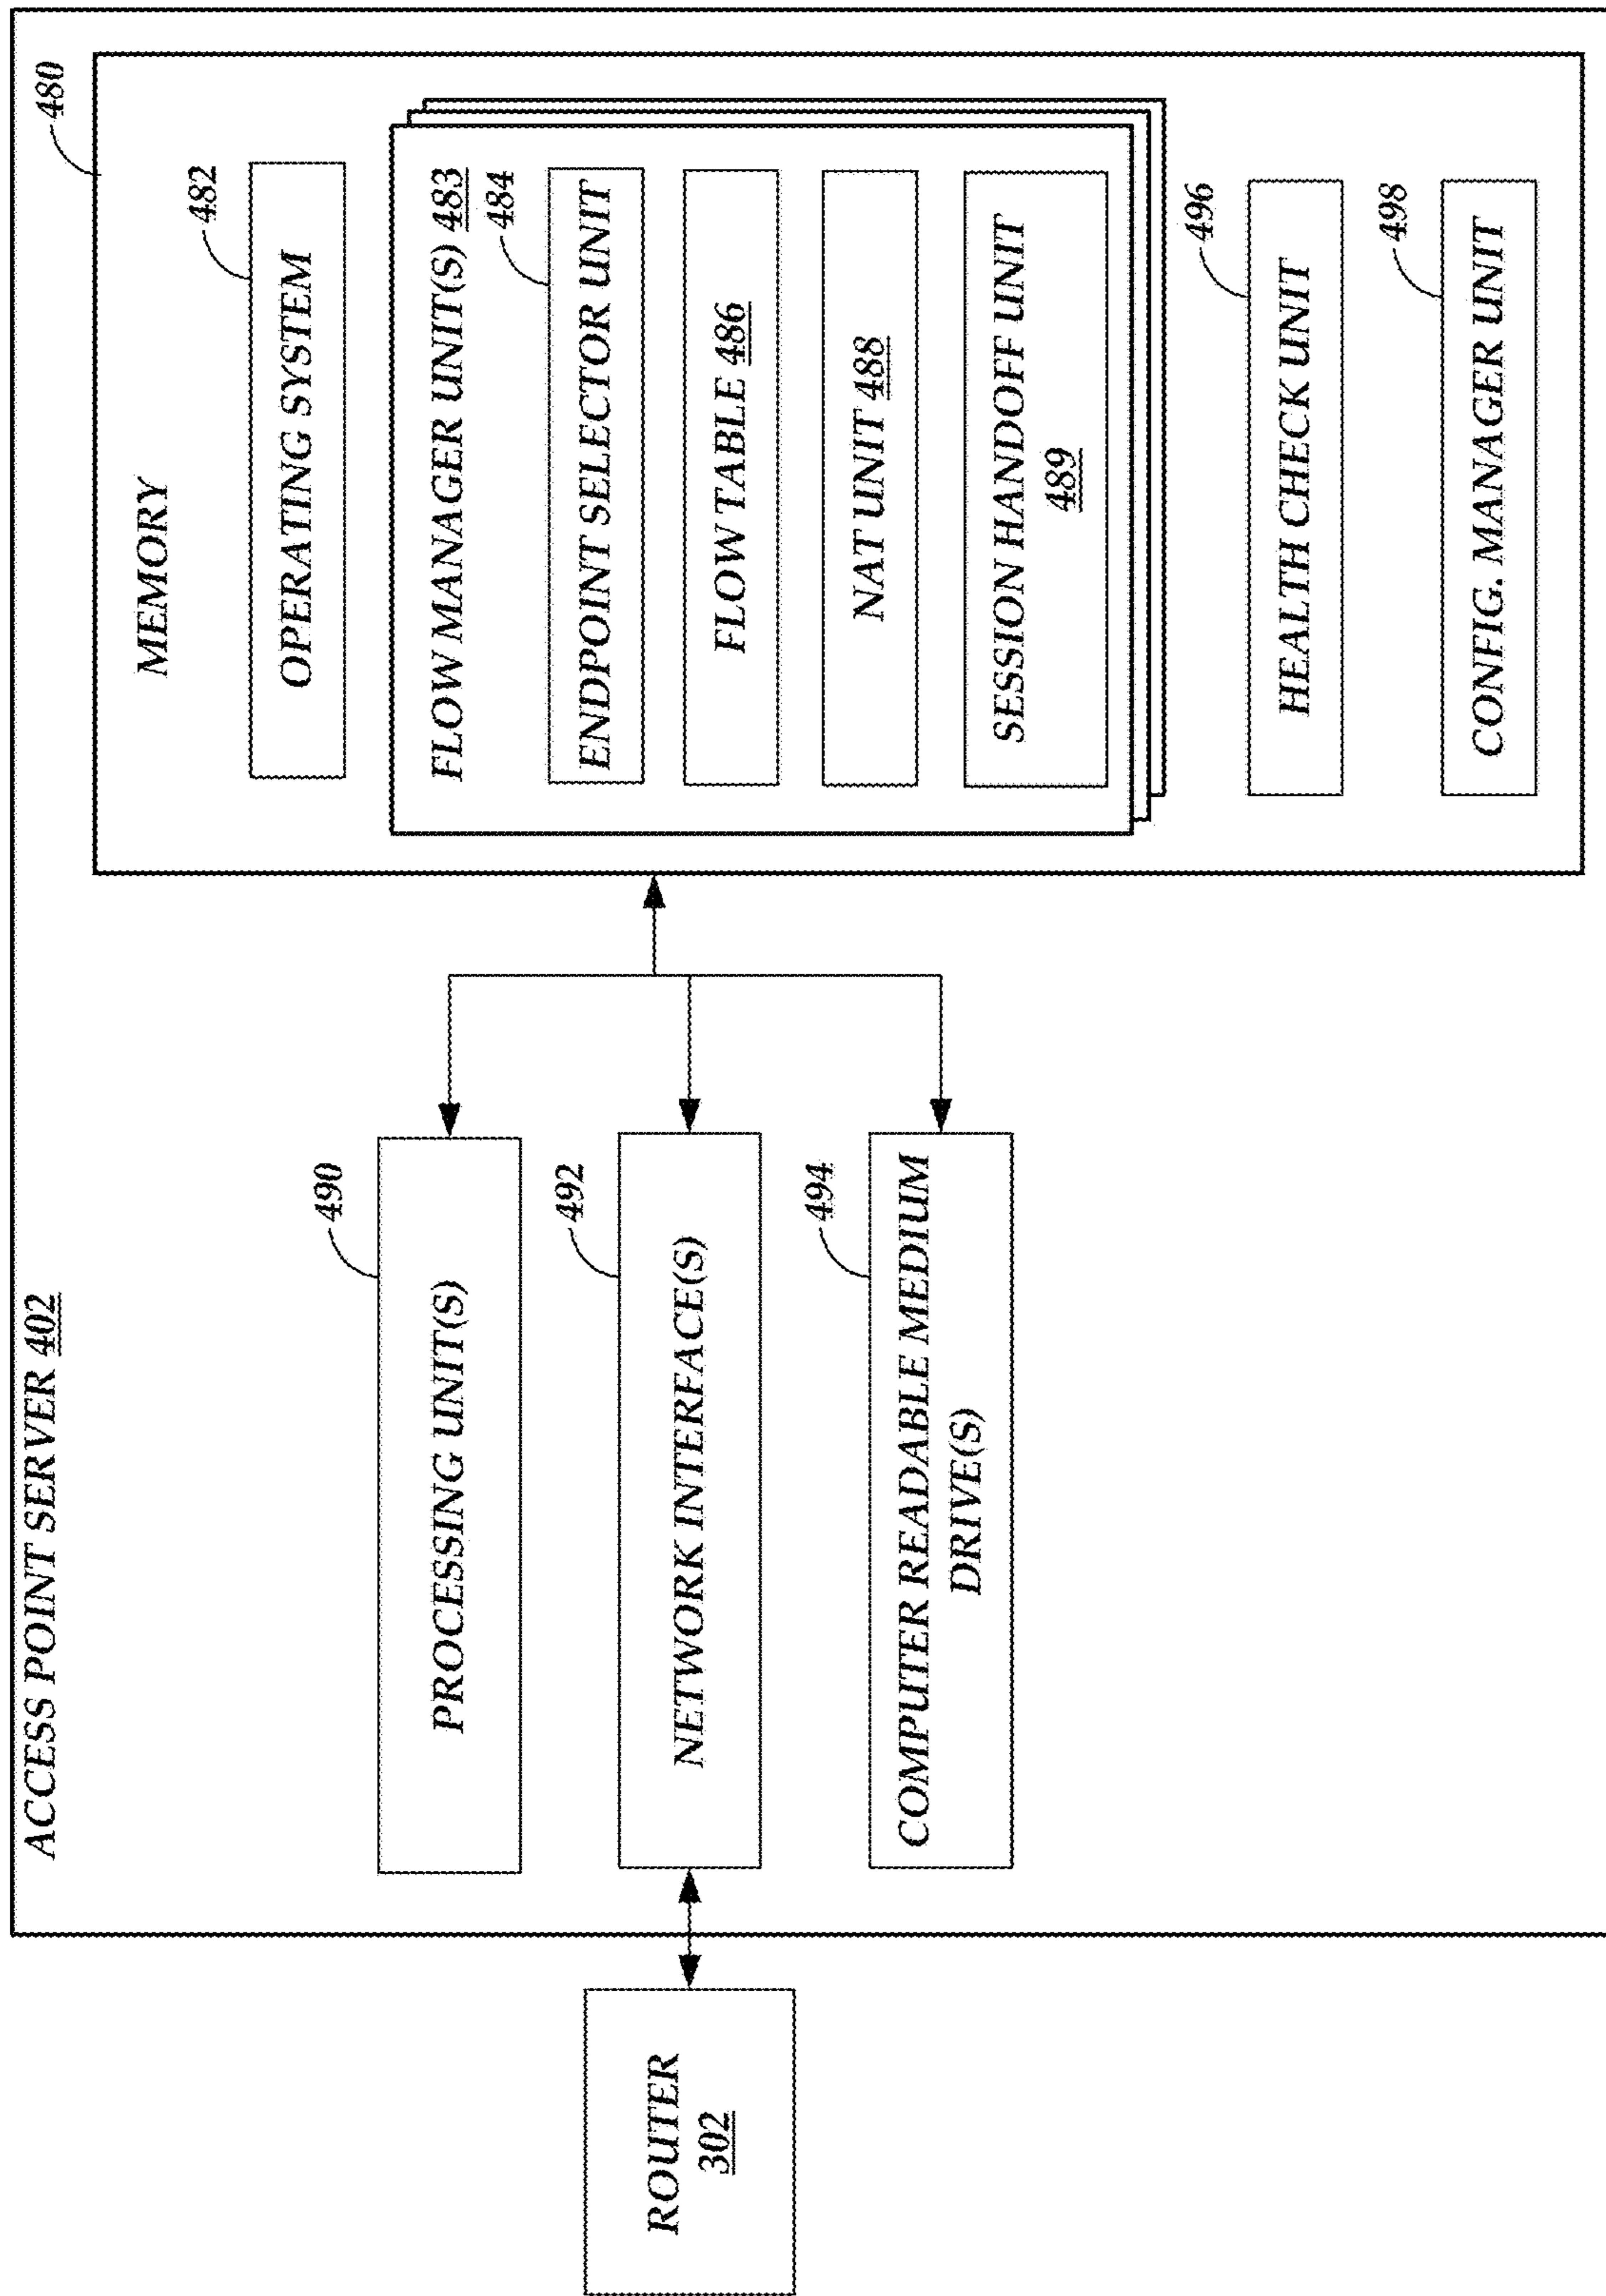 ACCESS POINT SERVER 402
ROUTER
302
490
PROCESSING UNIT(S)
492
NETWORK INTERFACE(S)
494
COMPUTER READABLE MEDIUM
DRIVE(S)
480
MEMORY
482
OPERATING SYSTEM
FLOW MANAGER UNIT(S) 483
484
ENDPOINT SELECTOR UNIT
FLOW TABLE 486
NAT UNIT 488
SESSION HANDOFF UNIT
489
496
HEALTH CHECK UNIT
498
CONFIG. MANAGER UNIT